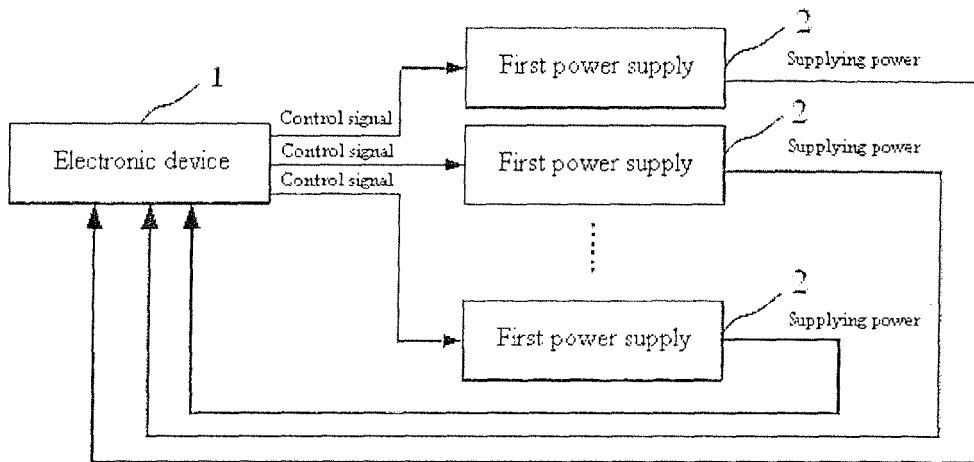 2
First power supply
Supplying power
1
Control signal
Electronic device
Control signal
Control signal
2
First power supply
Supplying power
2
First power supply
Supplying power